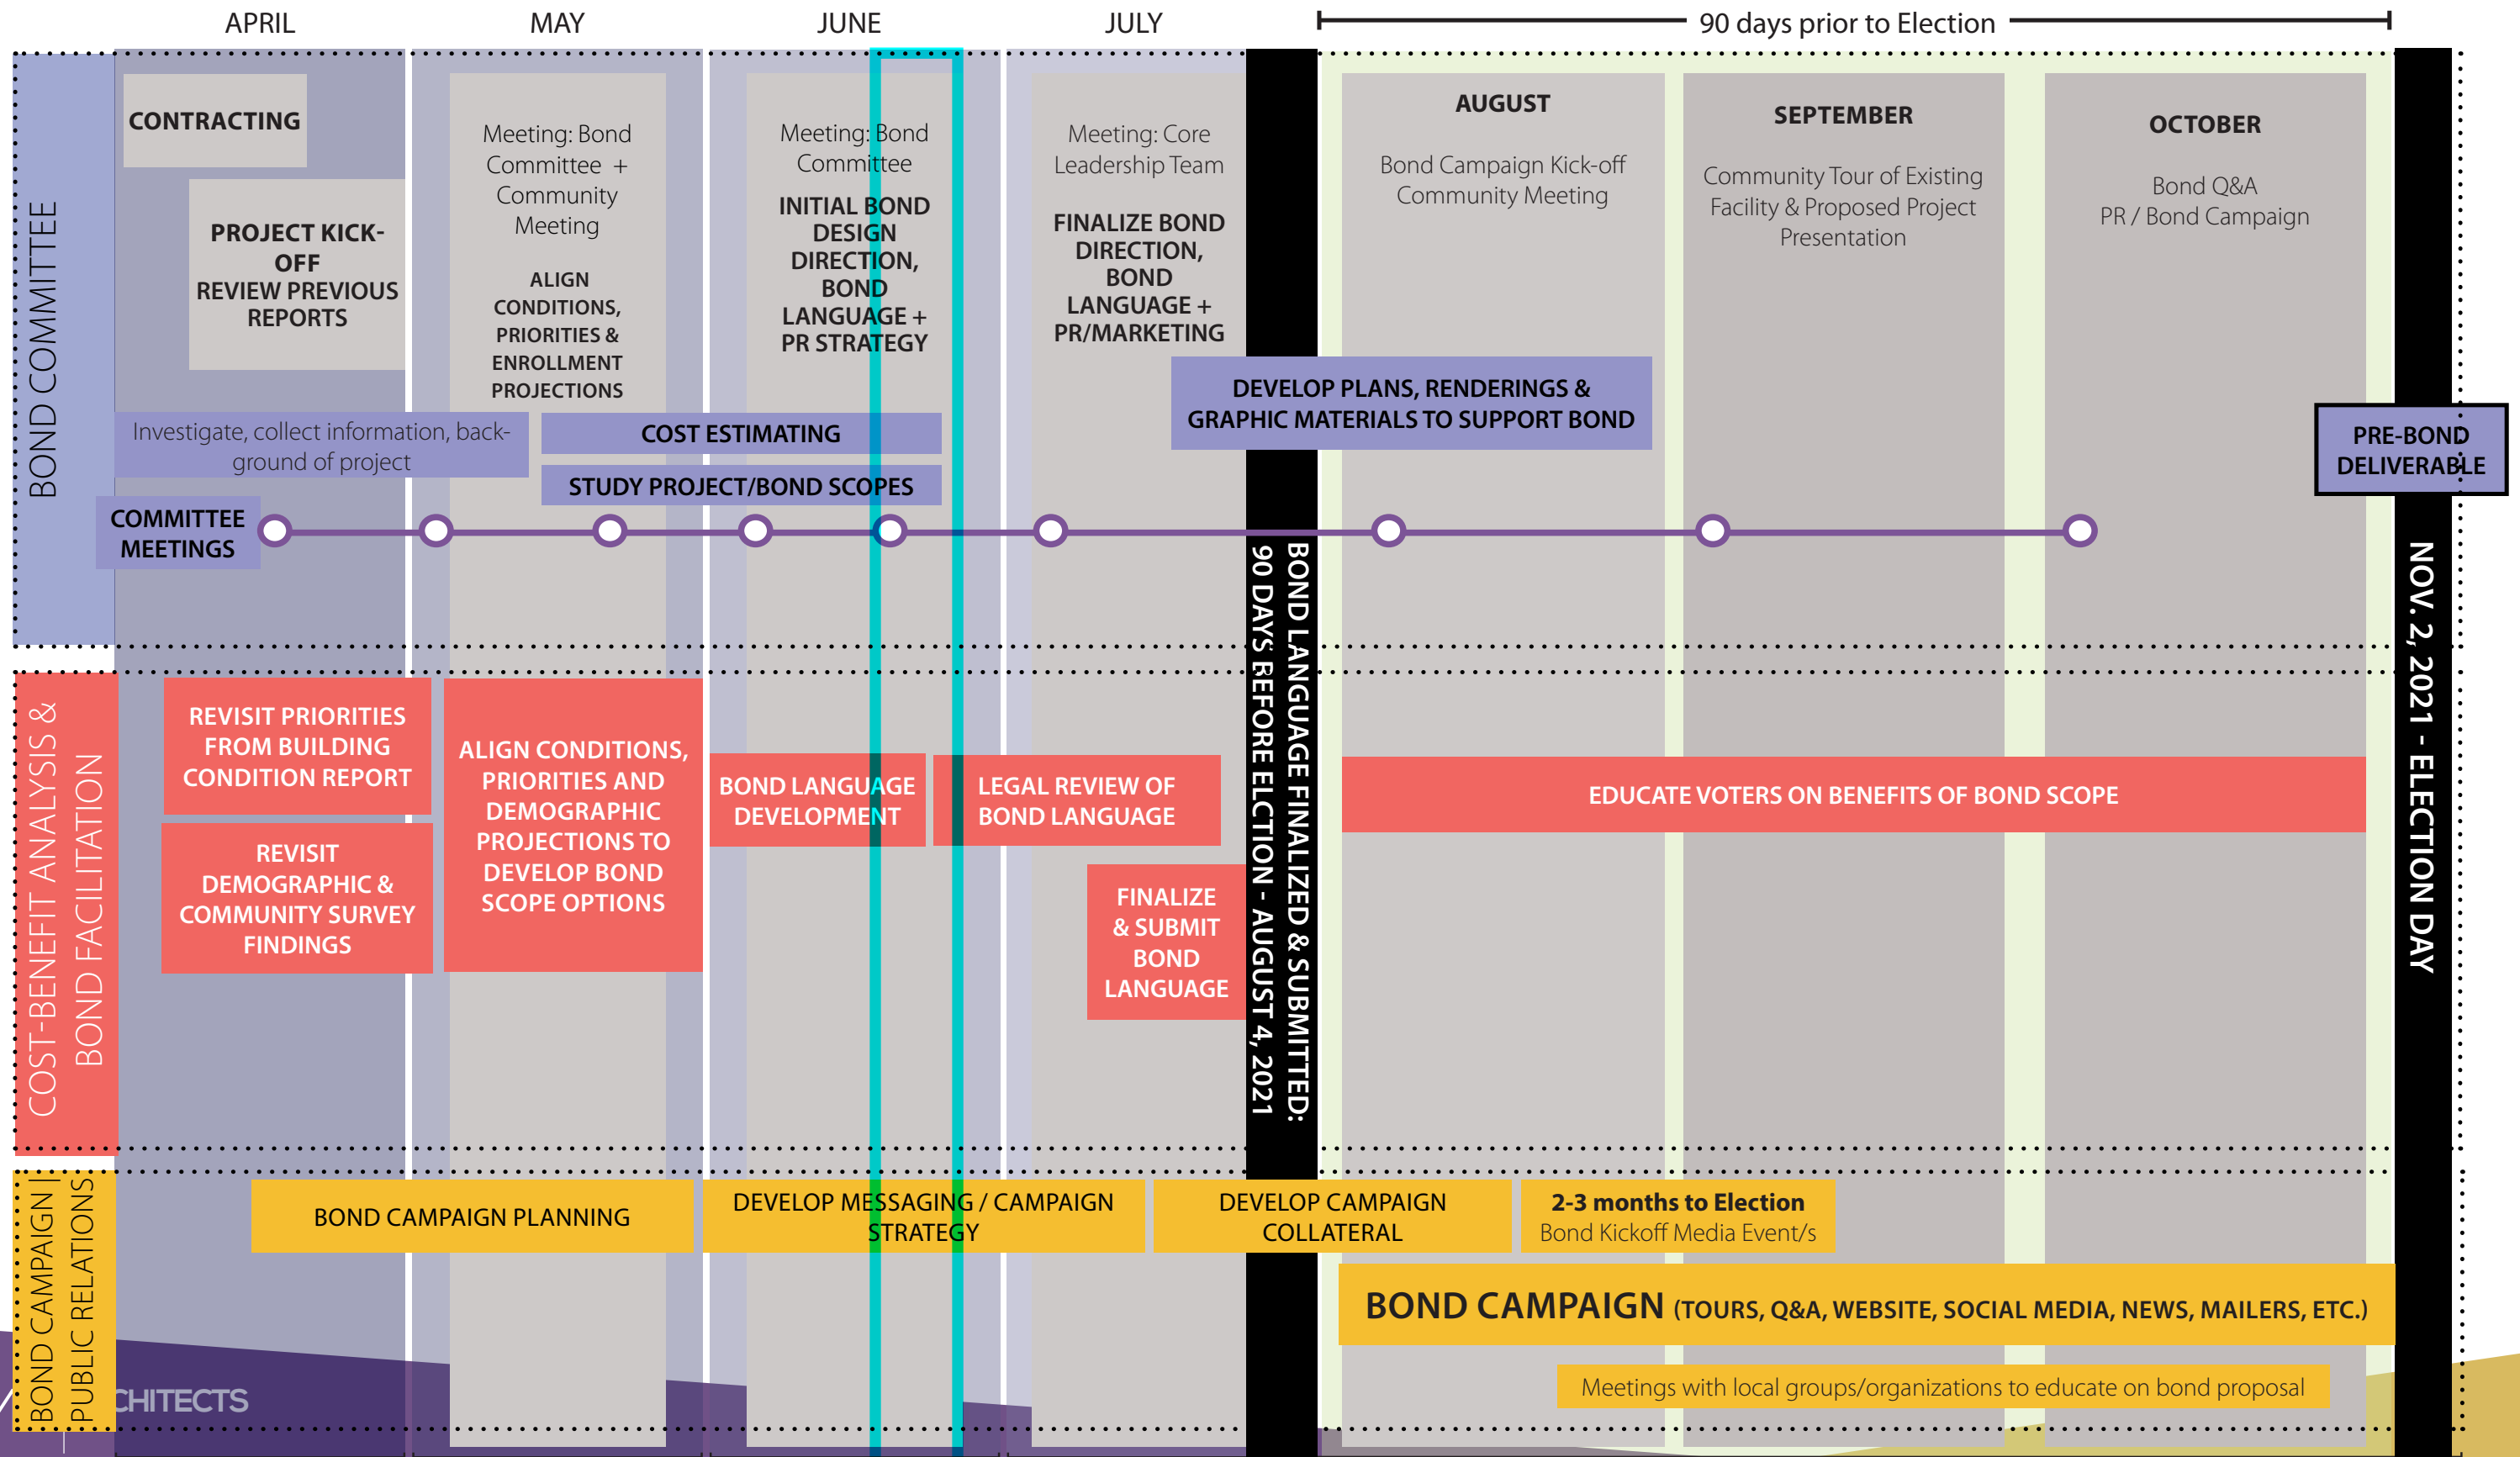 APRIL
MAY
JUNE
JULY
90 days prior to Election
BOND COMMITTEE
CONTRACTING
PROJECT KICK-
OFF
REVIEW PREVIOUS
REPORTS
Meeting: Bond
Committee +
Community
Meeting
ALIGN
CONDITIONS,
PRIORITIES &
ENROLLMENT
PROJECTIONS
Meeting: Bond
Committee
INITIAL BOND
DESIGN
DIRECTION,
BOND
LANGUAGE +
PR STRATEGY
Meeting: Core
Leadership Team
FINALIZE BOND
DIRECTION,
BOND
LANGUAGE +
PR/MARKETING
AUGUST
Bond Campaign Kick-off
Community Meeting
SEPTEMBER
Community Tour of Existing
Facility & Proposed Project
Presentation
OCTOBER
Bond Q&A
PR / Bond Campaign
DEVELOP PLANS, RENDERINGS &
GRAPHIC MATERIALS TO SUPPORT BOND
Investigate, collect information, back-
ground of project
COST ESTIMATING
STUDY PROJECT/BOND SCOPES
PRE-BOND
DELIVERABLE
COMMITTEE
MEETINGS
BOND LANGUAGE FINALIZED & SUBMITTED:
90 DAYS BEFORE ELCTION - AUGUST 4, 2021
NOV. 2, 2021 - ELECTION DAY
COST-BENEFIT ANALYSIS &
BOND FACILITATION
REVISIT PRIORITIES
FROM BUILDING
CONDITION REPORT
REVISIT
DEMOGRAPHIC &
COMMUNITY SURVEY
FINDINGS
ALIGN CONDITIONS,
PRIORITIES AND
DEMOGRAPHIC
PROJECTIONS TO
DEVELOP BOND
SCOPE OPTIONS
BOND LANGUAGE
DEVELOPMENT
LEGAL REVIEW OF
BOND LANGUAGE
FINALIZE
& SUBMIT
BOND
LANGUAGE
EDUCATE VOTERS ON BENEFITS OF BOND SCOPE
BOND CAMPAIGN |
PUBLIC RELATIONS
BOND CAMPAIGN PLANNING
DEVELOP MESSAGING / CAMPAIGN
STRATEGY
DEVELOP CAMPAIGN
COLLATERAL
2-3 months to Election
Bond Kickoff Media Event/s
BOND CAMPAIGN (TOURS, Q&A, WEBSITE, SOCIAL MEDIA, NEWS, MAILERS, ETC.)
Meetings with local groups/organizations to educate on bond proposal
CHITECTS